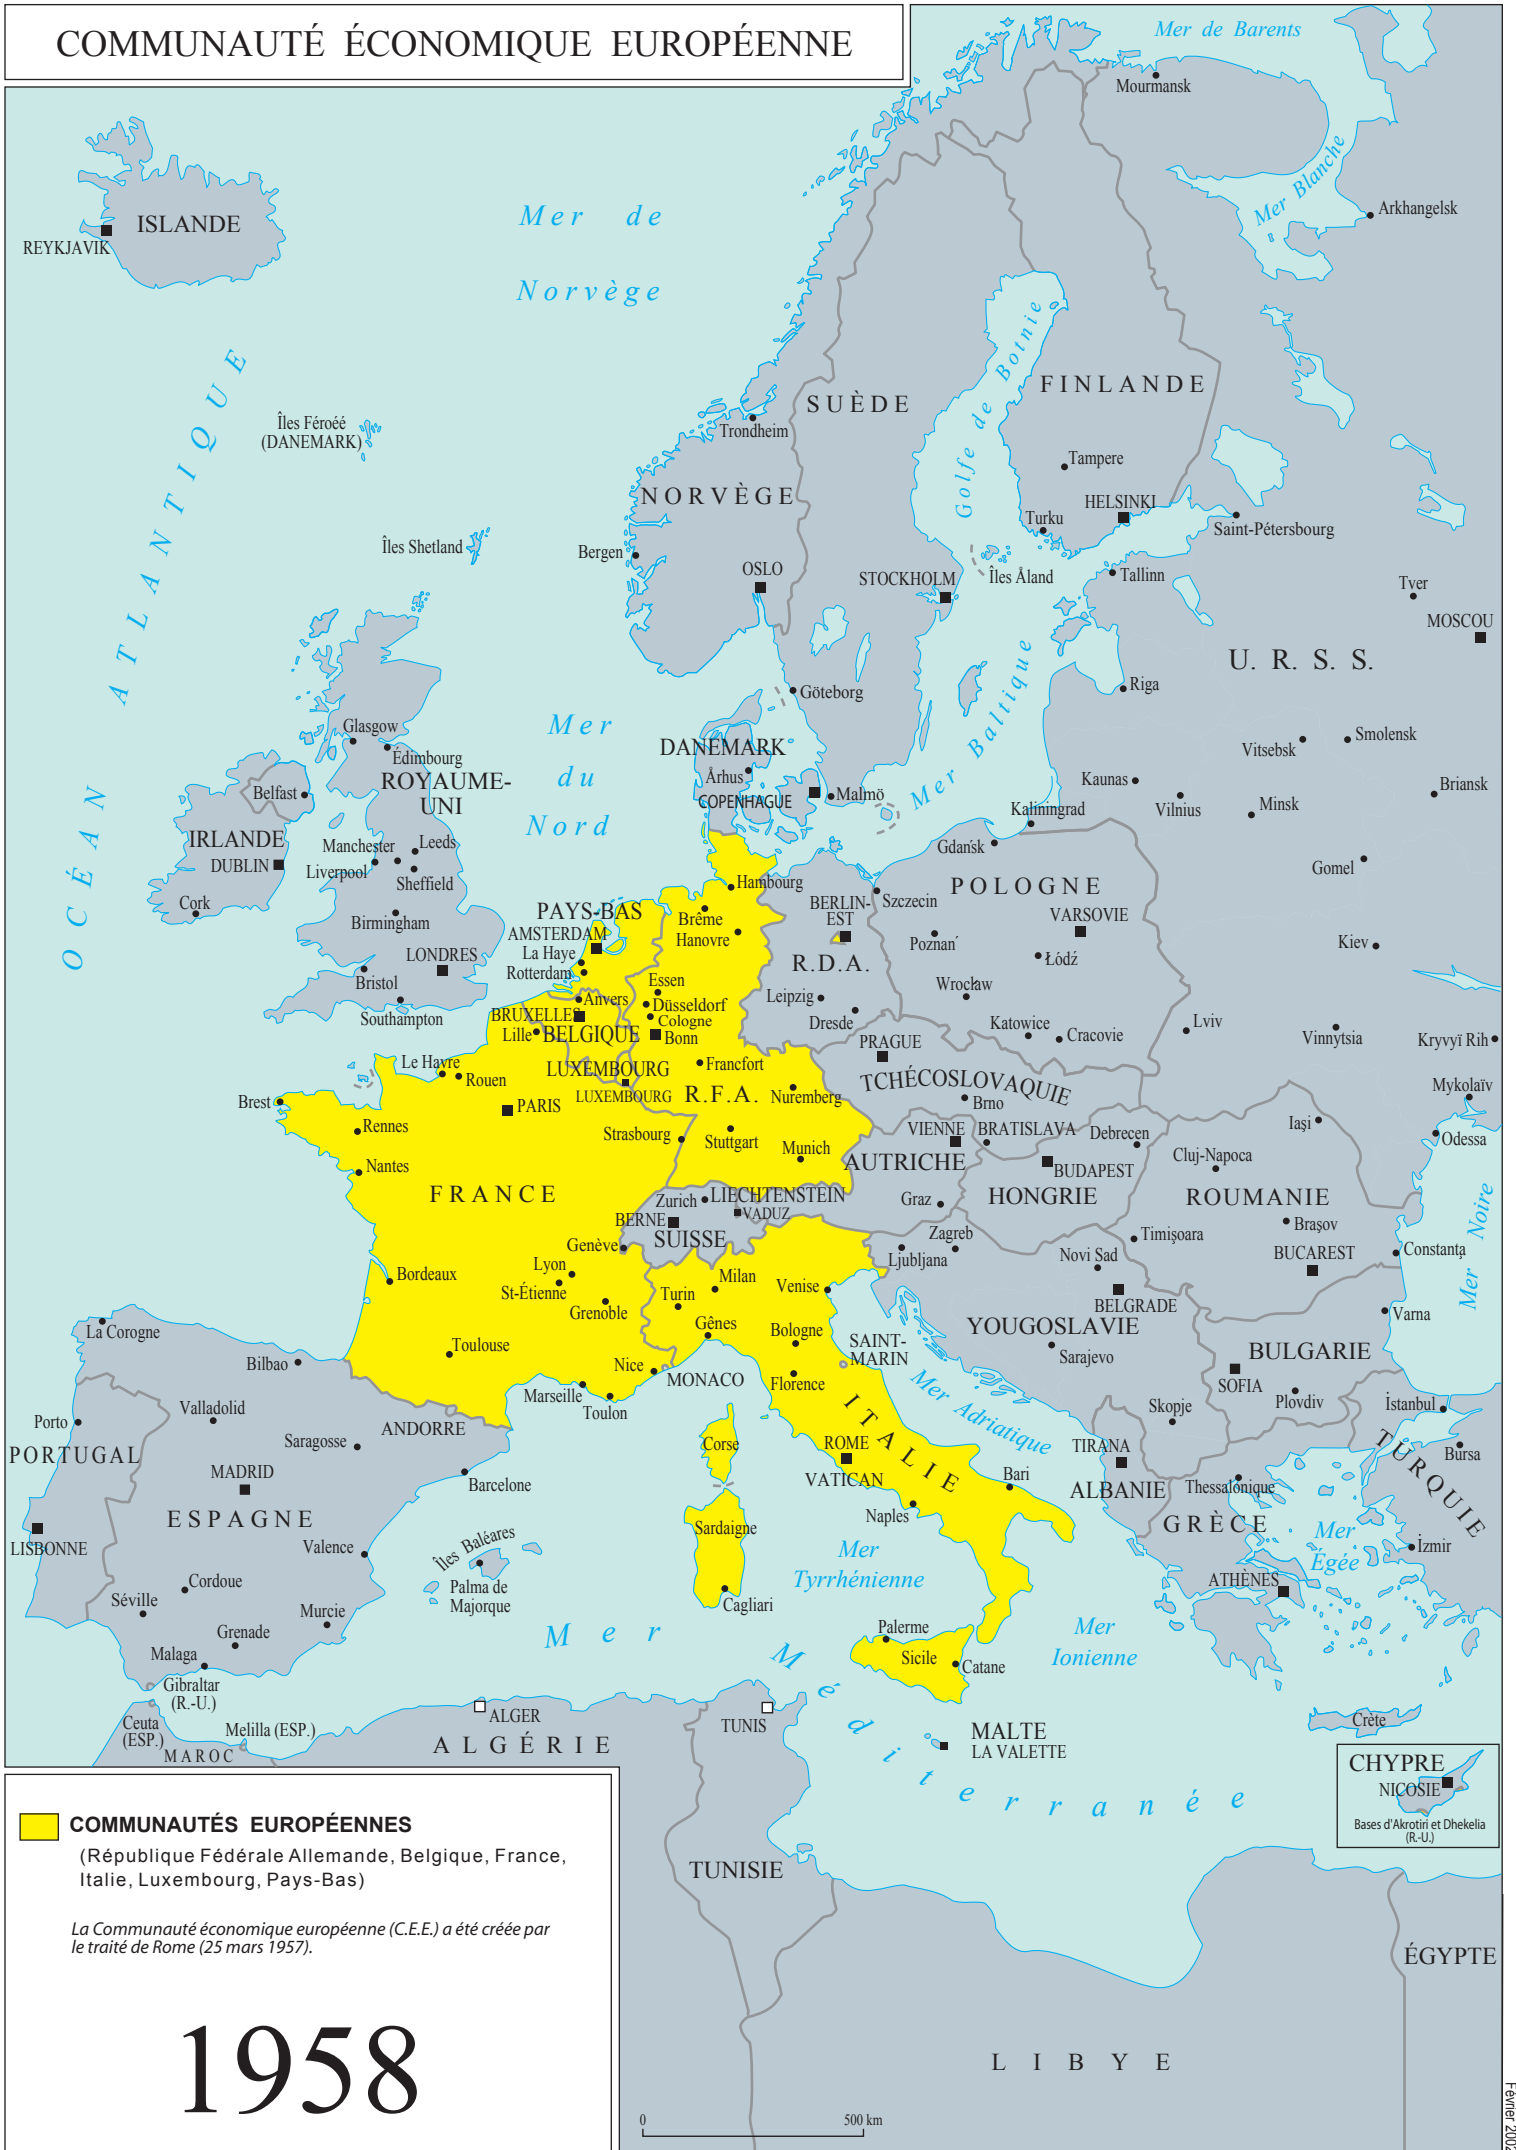 COMMUNAUTÉ ÉCONOMIQUE EUROPÉENNE
Mer de Barents
Mourmansk
Mer Blanche
Arkhangelsk
ISLANDE
REYKJAVIK
Mer de
Norvège
OCÉAN ATLANTIQUE
Îles Féroéé
(DANEMARK)
Îles Shetland
SUÈDE
FINLANDE
Golfe de Botnie
Trondheim
Tampere
NORVÈGE
HELSINKI
Turku
Saint-Pétersbourg
Bergen
OSLO
STOCKHOLM
Îles Åland
Tallinn
Tver
MOSCOU
U. R. S. S.
Riga
Göteborg
Mer Baltique
Mer
du
Nord
Glasgow
Édimbourg
ROYAUME-
UNI
DANEMARK
Århus
COPENHAGUE
Malmö
Vitsebsk
Smolensk
Kaunas
Vilnius
Minsk
Briansk
Kaliningrad
Belfast
IRLANDE
DUBLIN
Manchester
Leeds
Liverpool
Sheffield
Cork
Birmingham
LONDRES
Bristol
Southampton
Gdańsk
Gomel
Hambourg
POLOGNE
BERLIN-
EST
Szczecin
VARSOVIE
PAYS-BAS
AMSTERDAM
Brême
Hanovre
La Haye
Rotterdam
Poznań
Łódź
Kiev
R.D.A.
Essen
Leipzig
Wrocław
Anvers
Düsseldorf
BRUXELLES
Cologne
Dresde
Lille
BELGIQUE
Bonn
Katowice
Cracovie
Lviv
Vinnytsia
Kryvyï Rih
PRAGUE
Le Havre
Rouen
LUXEMBOURG
Francfort
TCHÉCOSLOVAQUIE
Mykolaïv
LUXEMBOURG
R.F.A.
Nuremberg
Brno
Brest
PARIS
Rennes
Strasbourg
Stuttgart
VIENNE
BRATISLAVA
Debrecen
Iaşi
Odessa
Munich
Nantes
AUTRICHE
BUDAPEST
Cluj-Napoca
FRANCE
Zurich
LIECHTENSTEIN
VADUZ
Graz
HONGRIE
ROUMANIE
BERNE
SUISSE
Genève
Zagreb
Ljubljana
Timişoara
Braşov
Novi Sad
BUCAREST
Constanţa
Mer Noire
Bordeaux
Lyon
St-Étienne
Grenoble
Milan
Turin
Venise
BELGRADE
Varna
La Corogne
Gênes
Bologne
SAINT-
MARIN
YOUGOSLAVIE
Sarajevo
BULGARIE
Toulouse
Bilbao
Nice
MONACO
Florence
SOFIA
Plovdiv
Marseille
Toulon
Mer Adriatique
İstanbul
Porto
Valladolid
ANDORRE
Skopje
Saragosse
PORTUGAL
Corse
ITALIE
ROME
VATICAN
TIRANA
TURQUIE
Bursa
MADRID
Barcelone
Bari
ALBANIE
Thessalonique
ESPAGNE
Naples
GRÈCE
LISBONNE
Sardaigne
Mer
Égée
İzmir
Valence
Îles Baléares
Palma de
Majorque
Mer
Tyrrhénienne
ATHÈNES
Cordoue
Séville
Cagliari
Murcie
Grenade
Malaga
Gibraltar
(R.-U.)
Palerme
Sicile
Catane
Mer
Ionienne
Mer Méditerranée
Ceuta
(ESP.)
Melilla (ESP.)
MAROC
ALGER
ALGÉRIE
TUNIS
MALTE
LA VALETTE
Crète
CHYPRE
NICOSIE
Bases d'Akrotiri et Dhekelia
(R.-U.)
TUNISIE
ÉGYPTE
LIBYE
COMMUNAUTÉS EUROPÉENNES
(République Fédérale Allemande, Belgique, France,
Italie, Luxembourg, Pays-Bas)
La Communauté économique européenne (C.E.E.) a été créée par
le traité de Rome (25 mars 1957).
1958
0 500 km
Février 2002